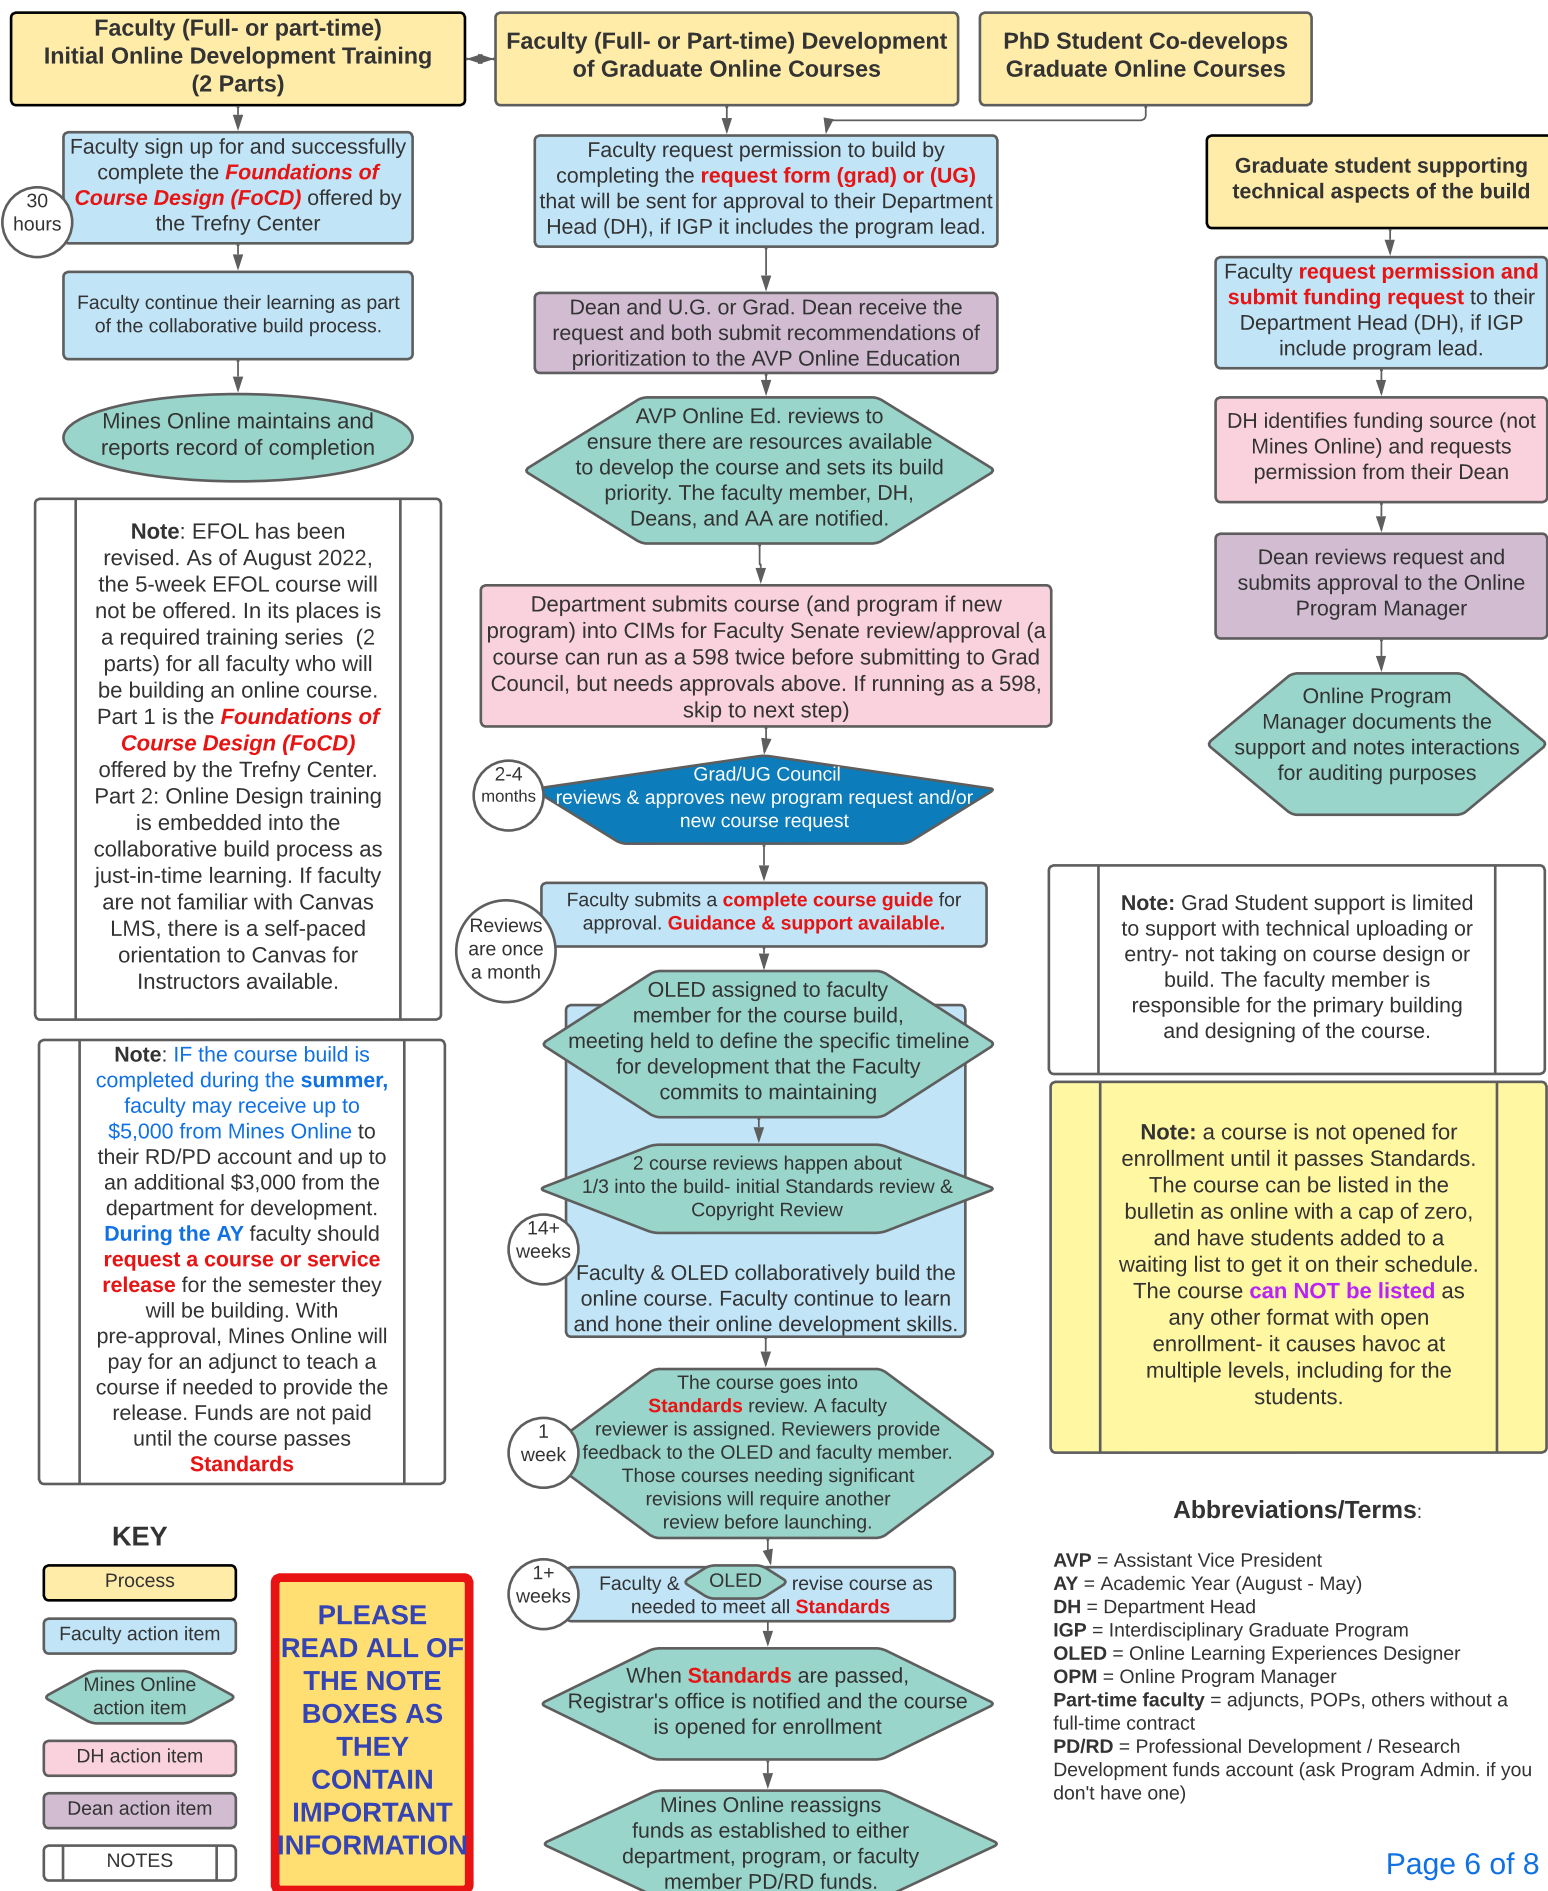 Faculty (Full- or part-time)
Initial Online Development Training
(2 Parts)
Faculty (Full- or Part-time) Development
of Graduate Online Courses
PhD Student Co-develops
Graduate Online Courses
Faculty sign up for and successfully
complete the Foundations of
Course Design (FoCD) offered by
the Trefny Center
30
hours
Faculty continue their learning as part
of the collaborative build process.
Mines Online maintains and
reports record of completion
Note: EFOL has been
revised. As of August 2022,
the 5-week EFOL course will
not be offered. In its places is
a required training series (2
parts) for all faculty who will
be building an online course.
Part 1 is the Foundations of
Course Design (FoCD)
offered by the Trefny Center.
Part 2: Online Design training
is embedded into the
collaborative build process as
just-in-time learning. If faculty
are not familiar with Canvas
LMS, there is a self-paced
orientation to Canvas for
Instructors available.
Note: IF the course build is
completed during the summer,
faculty may receive up to
$5,000 from Mines Online to
their RD/PD account and up to
an additional $3,000 from the
department for development.
During the AY faculty should
request a course or service
release for the semester they
will be building. With
pre-approval, Mines Online will
pay for an adjunct to teach a
course if needed to provide the
release. Funds are not paid
until the course passes
Standards
KEY
Process
Faculty action item
Mines Online
action item
DH action item
Dean action item
NOTES
PLEASE
READ ALL OF
THE NOTE
BOXES AS
THEY
CONTAIN
IMPORTANT
INFORMATION
Faculty request permission to build by
completing the request form (grad) or (UG)
that will be sent for approval to their Department
Head (DH), if IGP it includes the program lead.
Dean and U.G. or Grad. Dean receive the
request and both submit recommendations of
prioritization to the AVP Online Education
AVP Online Ed. reviews to
ensure there are resources available
to develop the course and sets its build
priority. The faculty member, DH,
Deans, and AA are notified.
Department submits course (and program if new
program) into CIMs for Faculty Senate review/approval (a
course can run as a 598 twice before submitting to Grad
Council, but needs approvals above. If running as a 598,
skip to next step)
2-4
months
Grad/UG Council
reviews & approves new program request and/or
new course request
Faculty submits a complete course guide for
approval. Guidance & support available.
Reviews
are once
a month
OLED assigned to faculty
member for the course build,
meeting held to define the specific timeline
for development that the Faculty
commits to maintaining
2 course reviews happen about
1/3 into the build- initial Standards review &
Copyright Review
14+
weeks
Faculty & OLED collaboratively build the
online course. Faculty continue to learn
and hone their online development skills.
The course goes into
Standards review. A faculty
reviewer is assigned. Reviewers provide
feedback to the OLED and faculty member.
Those courses needing significant
revisions will require another
review before launching.
1
week
1+
weeks
Faculty & OLED revise course as
needed to meet all Standards
When Standards are passed,
Registrar's office is notified and the course
is opened for enrollment
Mines Online reassigns
funds as established to either
department, program, or faculty
member PD/RD funds.
Graduate student supporting
technical aspects of the build
Faculty request permission and
submit funding request to their
Department Head (DH), if IGP
include program lead.
DH identifies funding source (not
Mines Online) and requests
permission from their Dean
Dean reviews request and
submits approval to the Online
Program Manager
Online Program
Manager documents the
support and notes interactions
for auditing purposes
Note: Grad Student support is limited
to support with technical uploading or
entry- not taking on course design or
build. The faculty member is
responsible for the primary building
and designing of the course.
Note: a course is not opened for
enrollment until it passes Standards.
The course can be listed in the
bulletin as online with a cap of zero,
and have students added to a
waiting list to get it on their schedule.
The course can NOT be listed as
any other format with open
enrollment- it causes havoc at
multiple levels, including for the
students.
Abbreviations/Terms:
AVP = Assistant Vice President
AY = Academic Year (August - May)
DH = Department Head
IGP = Interdisciplinary Graduate Program
OLED = Online Learning Experiences Designer
OPM = Online Program Manager
Part-time faculty = adjuncts, POPs, others without a
full-time contract
PD/RD = Professional Development / Research
Development funds account (ask Program Admin. if you
don't have one)
Page 6 of 8